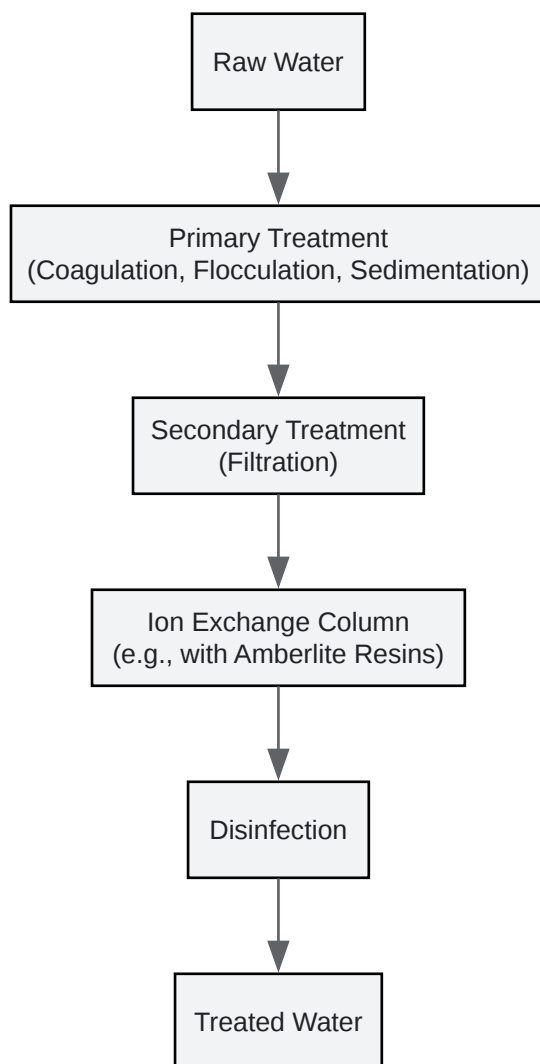 Raw Water
Primary Treatment
(Coagulation, Flocculation, Sedimentation)
Secondary Treatment
(Filtration)
Ion Exchange Column
(e.g., with Amberlite Resins)
Disinfection
Treated Water